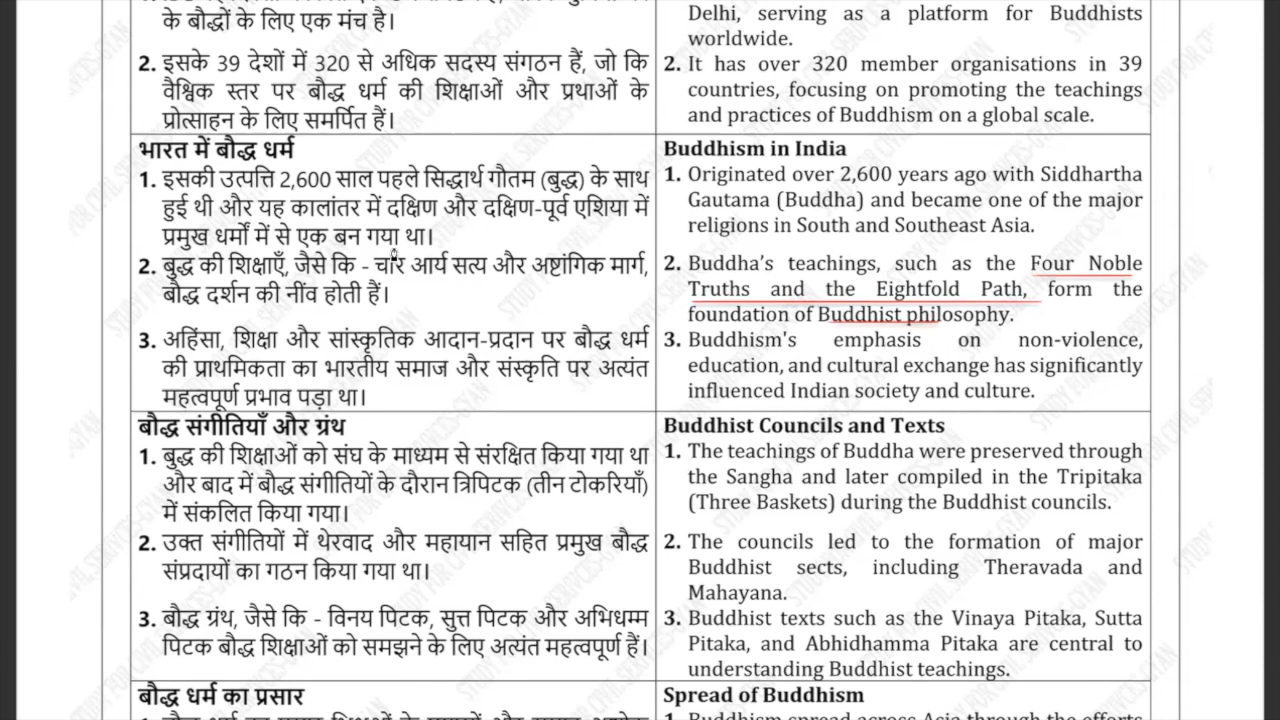 के बौद्धों के लिए एक मंच है।
2. इसके 39 देशों में 320 से अधिक सदस्य संगठन हैं, जो कि
वैश्विक स्तर पर बौद्ध धर्म की शिक्षाओं और प्रथाओं के
प्रोत्साहन के लिए समर्पित हैं।
Delhi, serving as a platform for Buddhists
worldwide.
2. It has over 320 member organisations in 39
countries, focusing on promoting the teachings
and practices of Buddhism on a global scale.
भारत में बौद्ध धर्म
1. इसकी उत्पत्ति 2,600 साल पहले सिद्धार्थ गौतम (बुद्ध) के साथ
हुई थी और यह कालांतर में दक्षिण और दक्षिण-पूर्व एशिया में
प्रमुख धर्मों में से एक बन गया था।
2. बुद्ध की शिक्षाएँ, जैसे कि - चार आर्य सत्य और अष्टांगिक मार्ग,
बौद्ध दर्शन की नींव होती हैं।
3. अहिंसा, शिक्षा और सांस्कृतिक आदान-प्रदान पर बौद्ध धर्म
की प्राथमिकता का भारतीय समाज और संस्कृति पर अत्यंत
महत्वपूर्ण प्रभाव पड़ा था।
Buddhism in India
1. Originated over 2,600 years ago with Siddhartha
Gautama (Buddha) and became one of the major
religions in South and Southeast Asia.
2. Buddha's teachings, such as the Four Noble
Truths and the Eightfold Path, form the
foundation of Buddhist philosophy.
3. Buddhism's emphasis on non-violence,
education, and cultural exchange has significantly
influenced Indian society and culture.
बौद्ध संगीतियाँ और ग्रंथ
1. बुद्ध की शिक्षाओं को संघ के माध्यम से संरक्षित किया गया था
और बाद में बौद्ध संगीतियों के दौरान त्रिपिटक (तीन टोकरियाँ)
में संकलित किया गया।
2. उक्त संगीतियों में थेरवाद और महायान सहित प्रमुख बौद्ध
संप्रदायों का गठन किया गया था।
3. बौद्ध ग्रंथ, जैसे कि - विनय पिटक, सुत्त पिटक और अभिधम्म
पिटक बौद्ध शिक्षाओं को समझने के लिए अत्यंत महत्वपूर्ण हैं।
Buddhist Councils and Texts
1. The teachings of Buddha were preserved through
the Sangha and later compiled in the Tripitaka
(Three Baskets) during the Buddhist councils.
2. The councils led to the formation of major
Buddhist sects, including Theravada and
Mahayana.
3. Buddhist texts such as the Vinaya Pitaka, Sutta
Pitaka, and Abhidhamma Pitaka are central to
understanding Buddhist teachings.
बौद्ध धर्म का प्रसार
Spread of Buddhism
1. Buddhism spread across Asia through the efforts